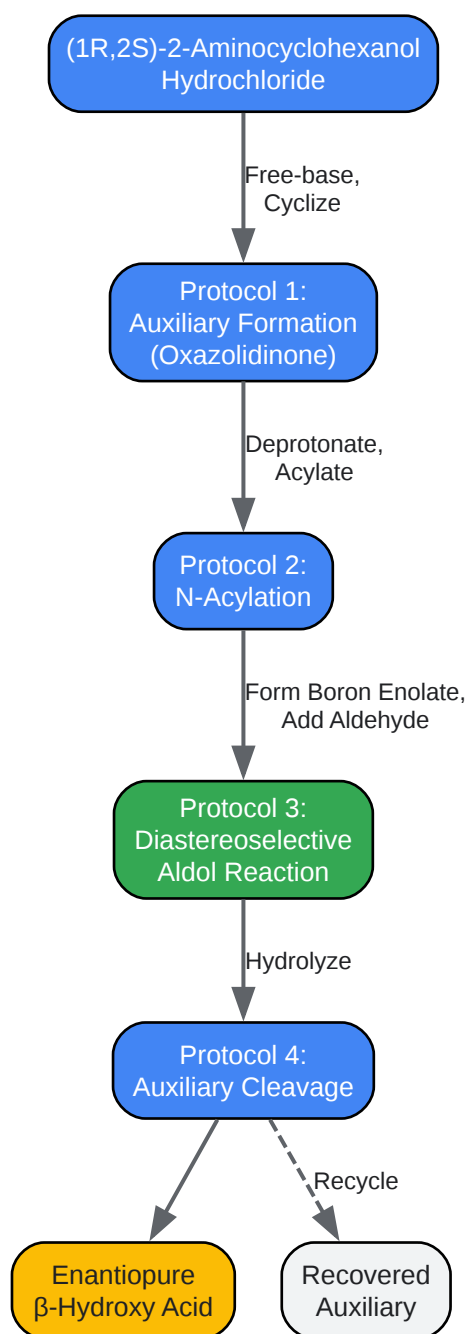 (1R,2S)-2-Aminocyclohexanol
Hydrochloride
Free-base,
Cyclize
Protocol 1:
Auxiliary Formation
(Oxazolidinone)
Deprotonate,
Acylate
Protocol 2:
N-Acylation
Form Boron Enolate,
Add Aldehyde
Protocol 3:
Diastereoselective
Aldol Reaction
Hydrolyze
Protocol 4:
Auxiliary Cleavage
Recycle
Enantiopure
β-Hydroxy Acid
Recovered
Auxiliary